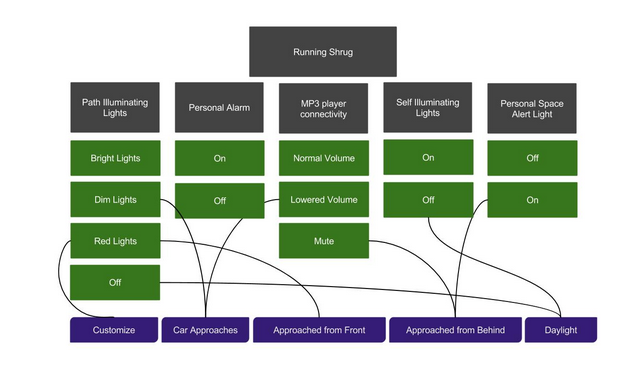 Running Shrug
Path Illuminating
Lights
Personal Alarm
MP3 player
connectivity
Self Illuminating
Lights
Personal Space
Alert Light
Bright Lights
On
Normal Volume
On
Off
Dim Lights
Off
Lowered Volume
Off
On
Red Lights
Mute
Off
Customize
Car Approaches
Approached from Front
Approached from Behind
Daylight